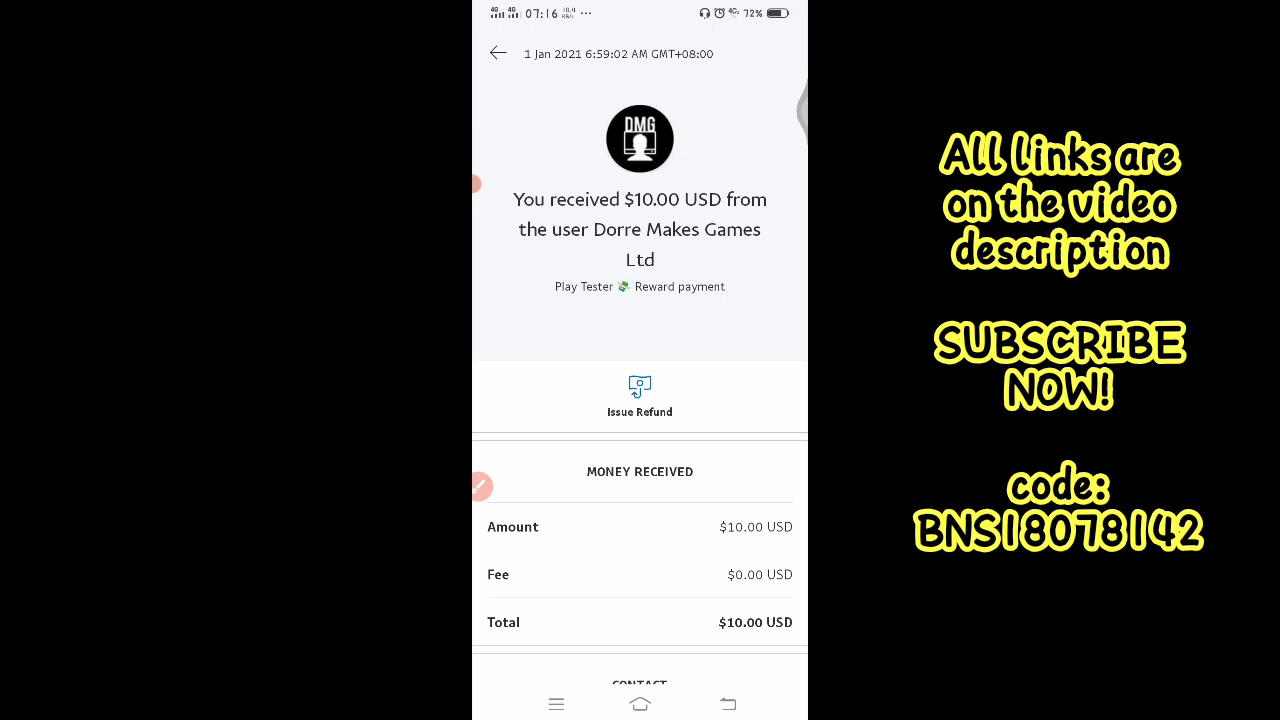 4G 4G 07:16 ... 4G 72%
1 Jan 2021 6:59:02 AM GMT+08:00
DMG
You received $10.00 USD from
the user Dorre Makes Games
Ltd
Play Tester 💸 Reward payment
Issue Refund
MONEY RECEIVED
Amount $10.00 USD
Fee $0.00 USD
Total $10.00 USD
CONTACT
All links are
on the video
description
SUBSCRIBE
NOW!
code:
BNS18078142